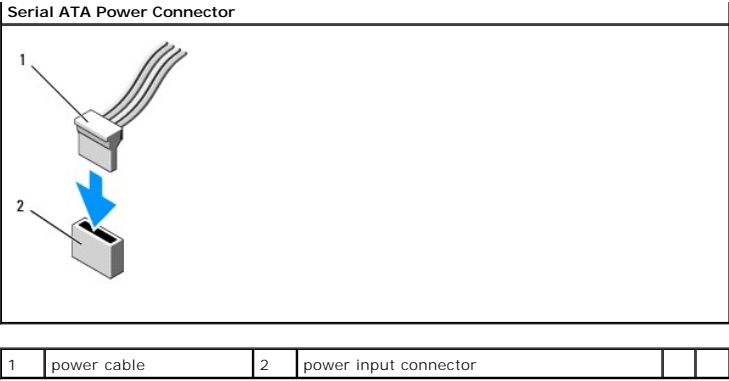 Serial ATA Power Connector
1
2
1 power cable 2 power input connector